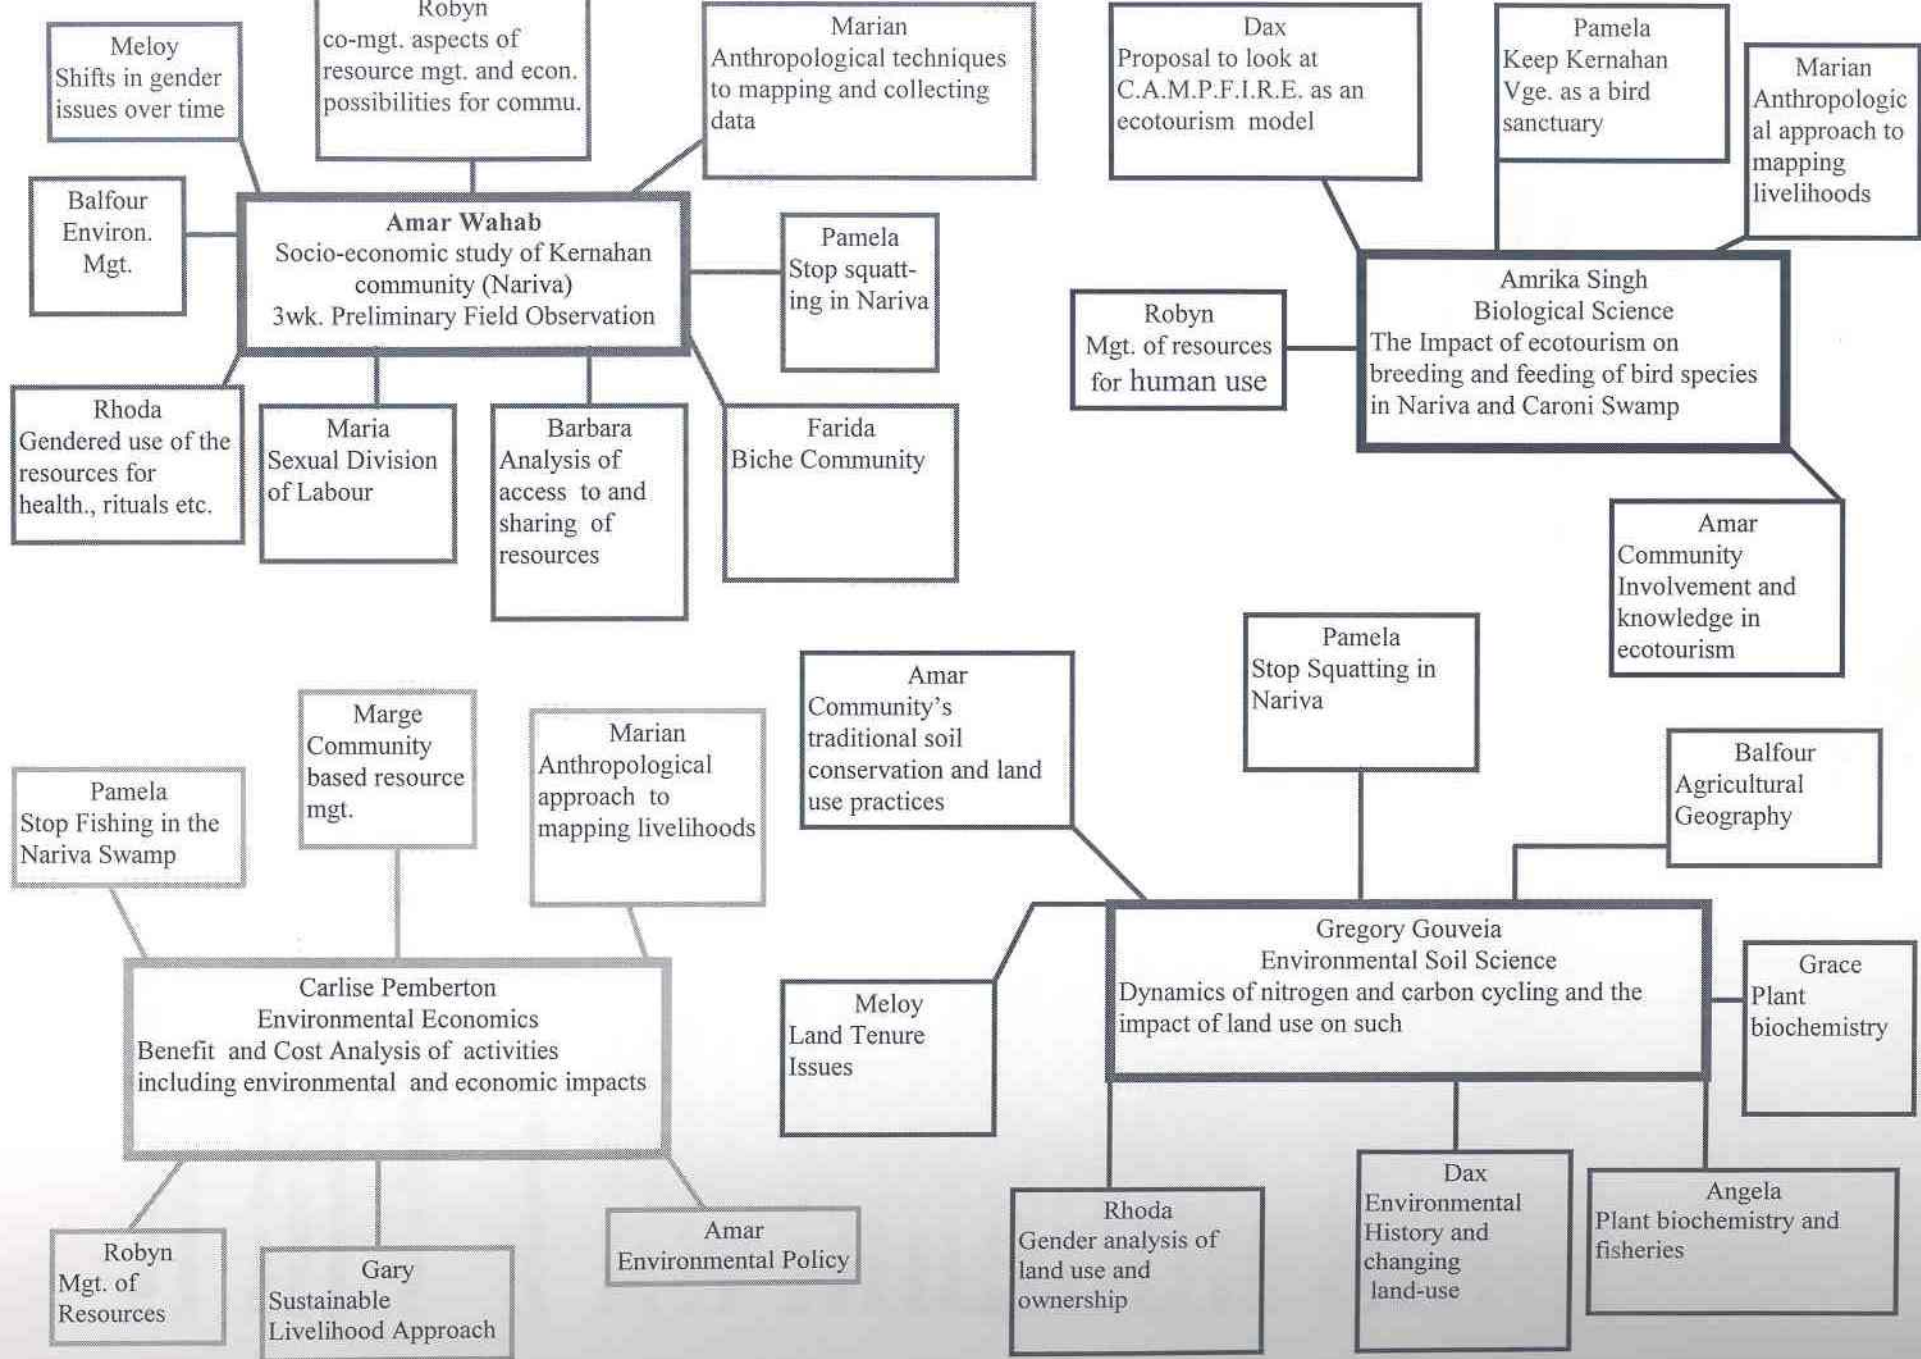 Meloy
Shifts in gender
issues over time
Robyn
co-mgt. aspects of
resource mgt. and econ.
possibilities for commu.
Marian
Anthropological techniques
to mapping and collecting
data
Balfour
Environ.
Mgt.
Amar Wahab
Socio-economic study of Kernahan
community (Nariva)
3wk. Preliminary Field Observation
Pamela
Stop squatt-
ing in Nariva
Rhoda
Gendered use of the
resources for
health., rituals etc.
Maria
Sexual Division
of Labour
Barbara
Analysis of
access to and
sharing of
resources
Farida
Biche Community
Dax
Proposal to look at
C.A.M.P.F.I.R.E. as an
ecotourism model
Pamela
Keep Kernahan
Vge. as a bird
sanctuary
Marian
Anthropologic
al approach to
mapping
livelihoods
Robyn
Mgt. of resources
for human use
Amrika Singh
Biological Science
The Impact of ecotourism on
breeding and feeding of bird species
in Nariva and Caroni Swamp
Amar
Community
Involvement and
knowledge in
ecotourism
Pamela
Stop Fishing in the
Nariva Swamp
Marge
Community
based resource
mgt.
Marian
Anthropological
approach to
mapping livelihoods
Carlise Pemberton
Environmental Economics
Benefit and Cost Analysis of activities
including environmental and economic impacts
Robyn
Mgt. of
Resources
Gary
Sustainable
Livelihood Approach
Amar
Environmental Policy
Amar
Community's
traditional soil
conservation and land
use practices
Pamela
Stop Squatting in
Nariva
Balfour
Agricultural
Geography
Meloy
Land Tenure
Issues
Gregory Gouveia
Environmental Soil Science
Dynamics of nitrogen and carbon cycling and the
impact of land use on such
Grace
Plant
biochemistry
Rhoda
Gender analysis of
land use and
ownership
Dax
Environmental
History and
changing
land-use
Angela
Plant biochemistry and
fisheries